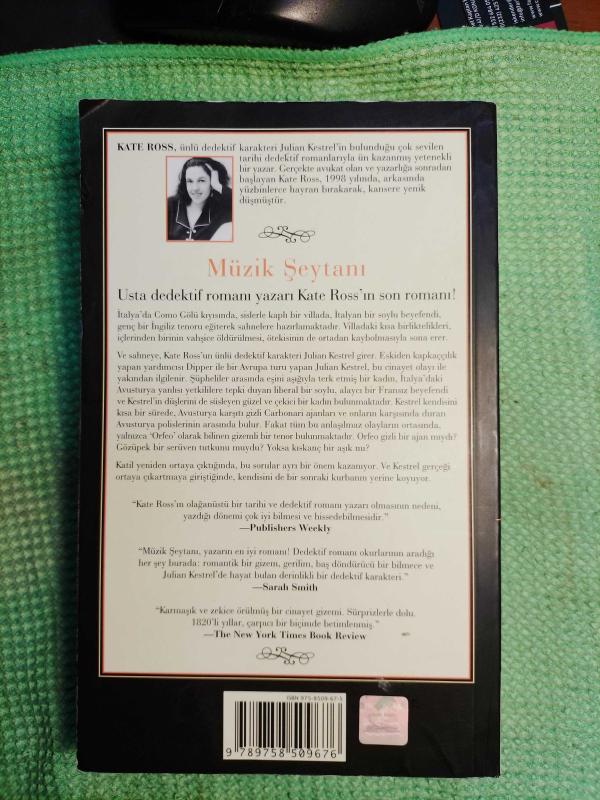 KATE ROSS, ünlü dedektif karakteri Julian Kestrel'in bulunduğu çok sevilen
tarihi dedektif romanlarıyla ün kazanmış yetenekli
bir yazar. Gerçekte avukat olan ve yazarlığa sonradan
başlayan Kate Ross, 1998 yılında, arkasında
yüzbinlerce hayran bırakarak, kansere yenik
düşmüştür.
Müzik Şeytanı
Usta dedektif romanı yazarı Kate Ross'ın son romanı!
İtalya'da Como Gölü kıyısında, sislerle kaplı bir villada, İtalyan bir soylu beyefendi,
genç bir İngiliz tenoru eğiterek sahnelere hazırlamaktadır. Villadaki kısa birliktelikleri,
içlerinden birinin vahşice öldürülmesi, ötekisinin de ortadan kaybolmasıyla sona erer.
Ve sahneye, Kate Ross'un ünlü dedektif karakteri Julian Kestrel girer. Eskiden kapkaççılık
yapan yardımcısı Dipper ile bir Avrupa turu yapan Julian Kestrel, bu cinayet olayı ile
yakından ilgilenir. Şüpheliler arasında eşini aşığıyla terk etmiş bir kadın, İtalya'daki
Avusturya yanlısı yetkililere tepki duyan liberal bir soylu, alaycı bir Fransız beyefendi
ve Kestrel'in düşlerini de süsleyen güzel ve çekici bir kadın bulunmaktadır. Kestrel kendisini
kısa bir sürede, Avusturya karşıtı gizli Carbonari ajanları ve onların karşısında duran
Avusturya polislerinin arasında bulur. Fakat tüm bu anlaşılmaz olayların ortasında,
yalnızca 'Orfeo' olarak bilinen gizemli bir tenor bulunmaktadır. Orfeo gizli bir ajan mıydı?
Gözüpek bir serüven tutkunu muydu? Yoksa kıskanç bir aşık mı?
Katil yeniden ortaya çıktığında, bu sorular ayrı bir önem kazanıyor. Ve Kestrel gerçeği
ortaya çıkartmaya giriştiğinde, kendisini de bir sonraki kurbanın yerine koyuyor.
"Kate Ross'ın olağanüstü bir tarihi ve dedektif romanı yazarı olmasının nedeni,
yazdığı dönemi çok iyi bilmesi ve hissedebilmesidir."
—Publishers Weekly
"Müzik Şeytanı, yazarın en iyi romanı! Dedektif romanı okurlarının aradığı
her şey burada: romantik bir gizem, gerilim, baş döndürücü bir bilmece ve
Julian Kestrel'de hayat bulan derinlikli bir dedektif karakteri."
—Sarah Smith
"Karmaşık ve zekice örülmüş bir cinayet gizemi. Sürprizlerle dolu.
1820'li yıllar, çarpıcı bir biçimde betimlenmiş."
—The New York Times Book Review
ISBN 975-8509-67-5
9 789758 509676